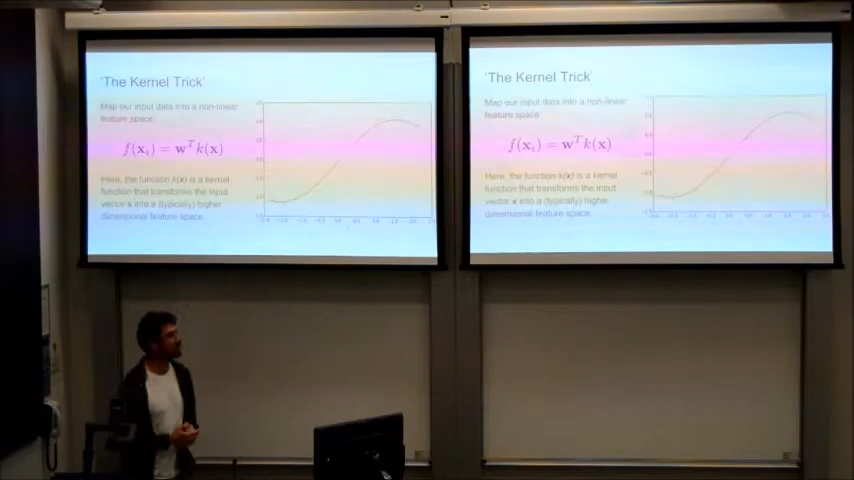 'The Kernel Trick'
Map our input data into a non-linear
feature space:
f(xᵢ) = wᵀk(x)
Here, the function k(x) is a kernel
function that transforms the input
vector x into a (typically) higher
dimensional feature space.
'The Kernel Trick'
Map our input data into a non-linear
feature space:
f(xᵢ) = wᵀk(x)
Here, the function k(x) is a kernel
function that transforms the input
vector x into a (typically) higher
dimensional feature space.